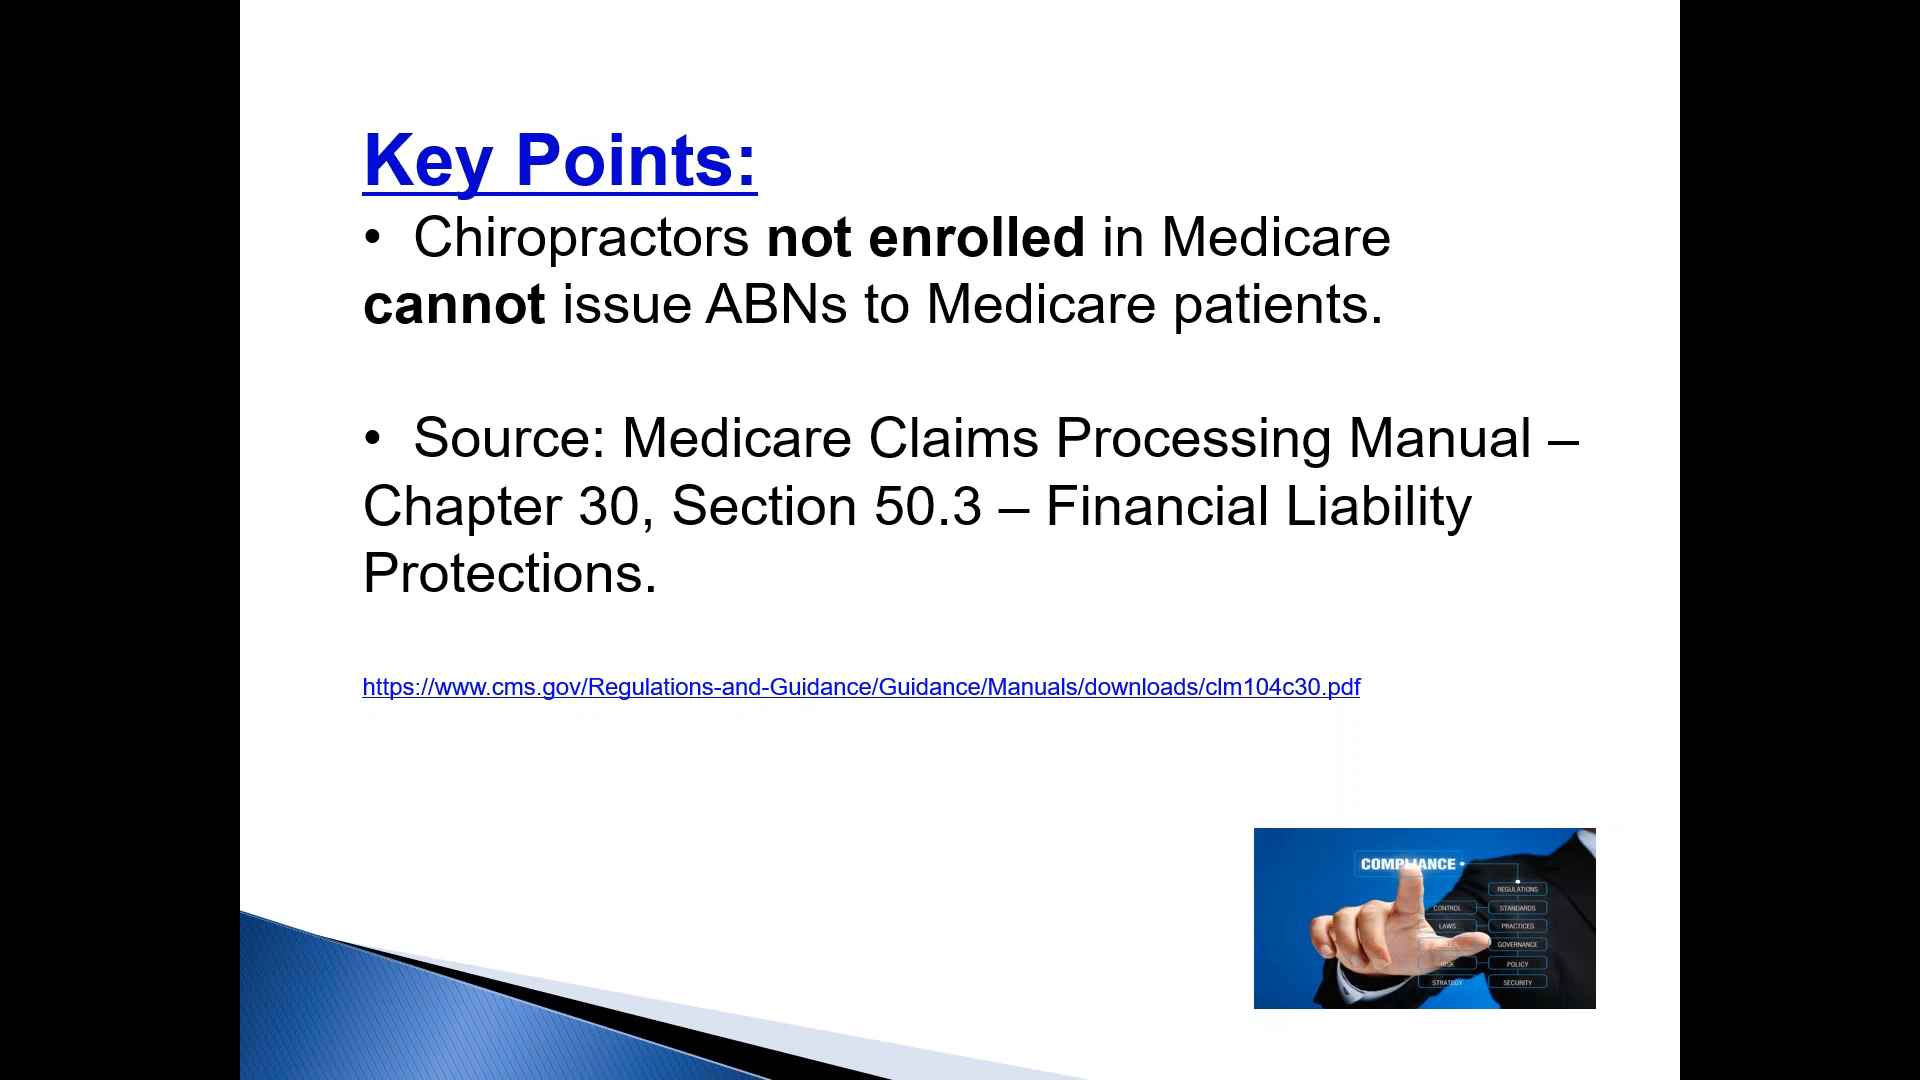 Key Points:
• Chiropractors not enrolled in Medicare
cannot issue ABNs to Medicare patients.
• Source: Medicare Claims Processing Manual –
Chapter 30, Section 50.3 – Financial Liability
Protections.
https://www.cms.gov/Regulations-and-Guidance/Guidance/Manuals/downloads/clm104c30.pdf
COMPLIANCE
REGULATIONS
CONTROL STANDARDS
LAWS PRACTICES
GOVERNANCE
RISK POLICY
STRATEGY SECURITY